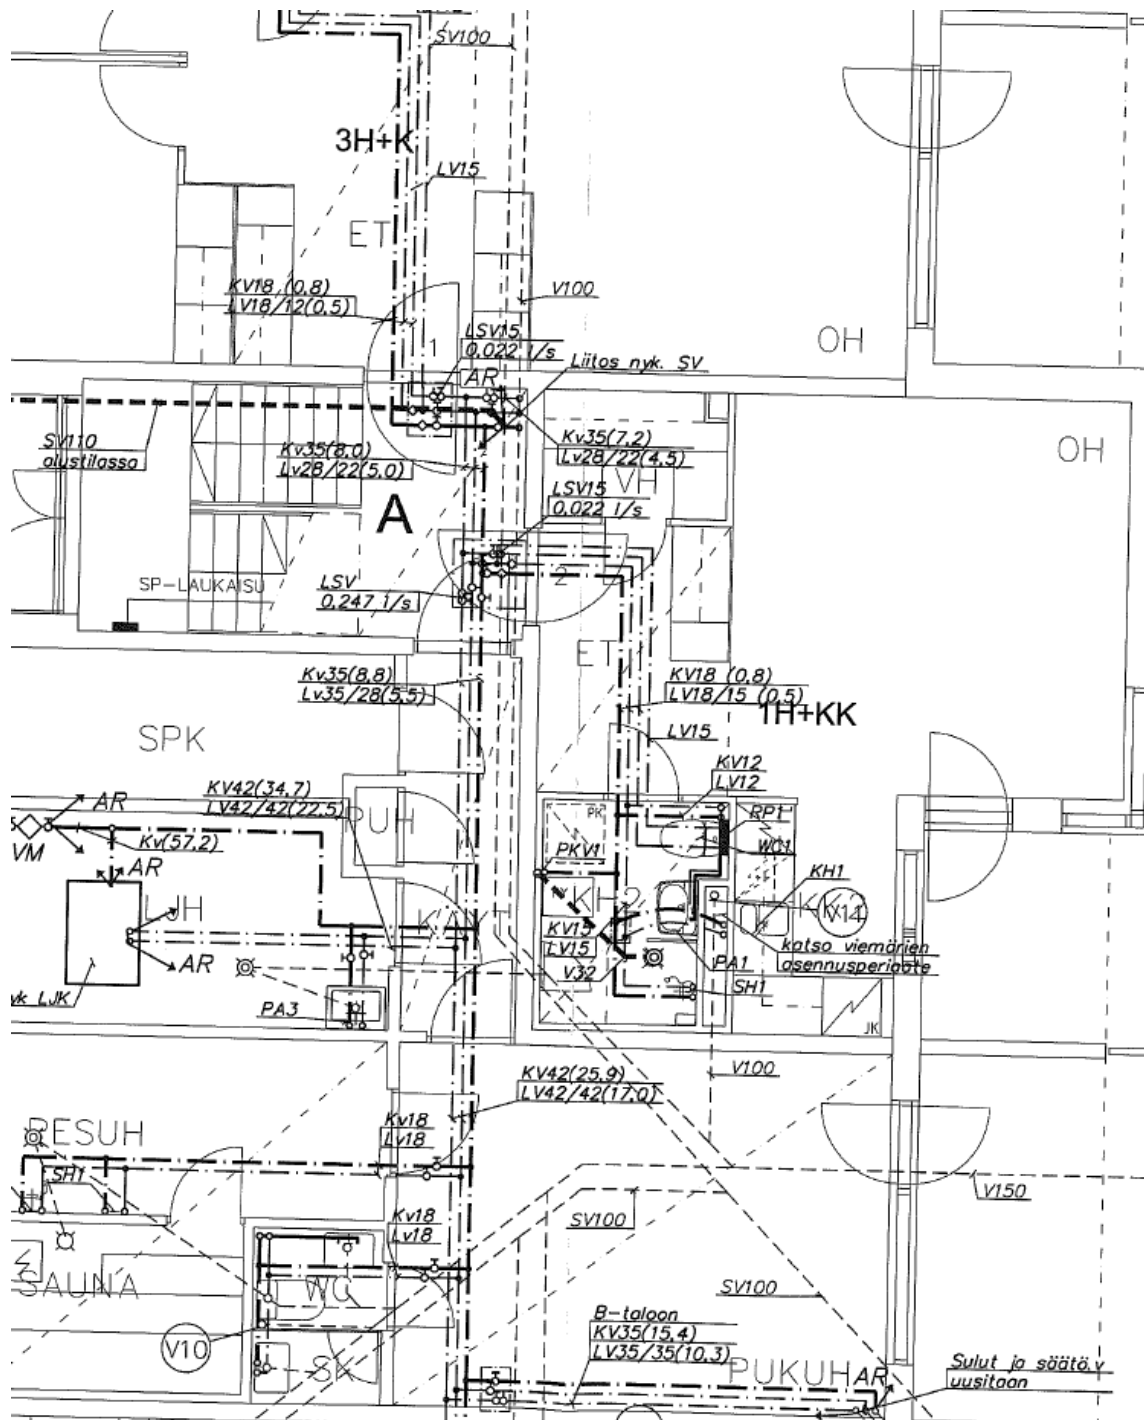 SV100
3H+K
LV15
ET
KV18 (0.8)
LV18/12(0.5)
V100
LSV15
0.022 l/s
OH
1
AR
Liitos nyk. SV
SV110
alustilassa
Kv35(8.0)
Lv28/22(5.0)
Kv35(7.2)
Lv28/22(4.5)
OH
VH
LSV15
0.022 l/s
A
SP-LAUKAISU
LSV
0.247 l/s
2
ET
Kv35(8.8)
Lv35/28(5.5)
KV18 (0.8)
LV18/15 (0.5)
1H+KK
SPK
LV15
KV12
LV12
KV42(34.7)
LV42/42(22.5)
AR
PUH
PK
RP1
VM
Kv(57.2)
PKV1
WC1
AR
KH1
LJH
V14
KV15
LV15
katso viemärien
asennusperiaate
AR
V32
PA1
SH1
LJK
PA3
JK
V100
KV42(25.9)
LV42/42(17.0)
Kv18
Lv18
PESUH
SH1
V150
Kv18
Lv18
SV100
SAUNA
WC
SV100
B-taloon
KV35(15.4)
LV35/35(10.3)
V10
SK
PUKUH
AR
Sulut ja säätö.v
uusitaan